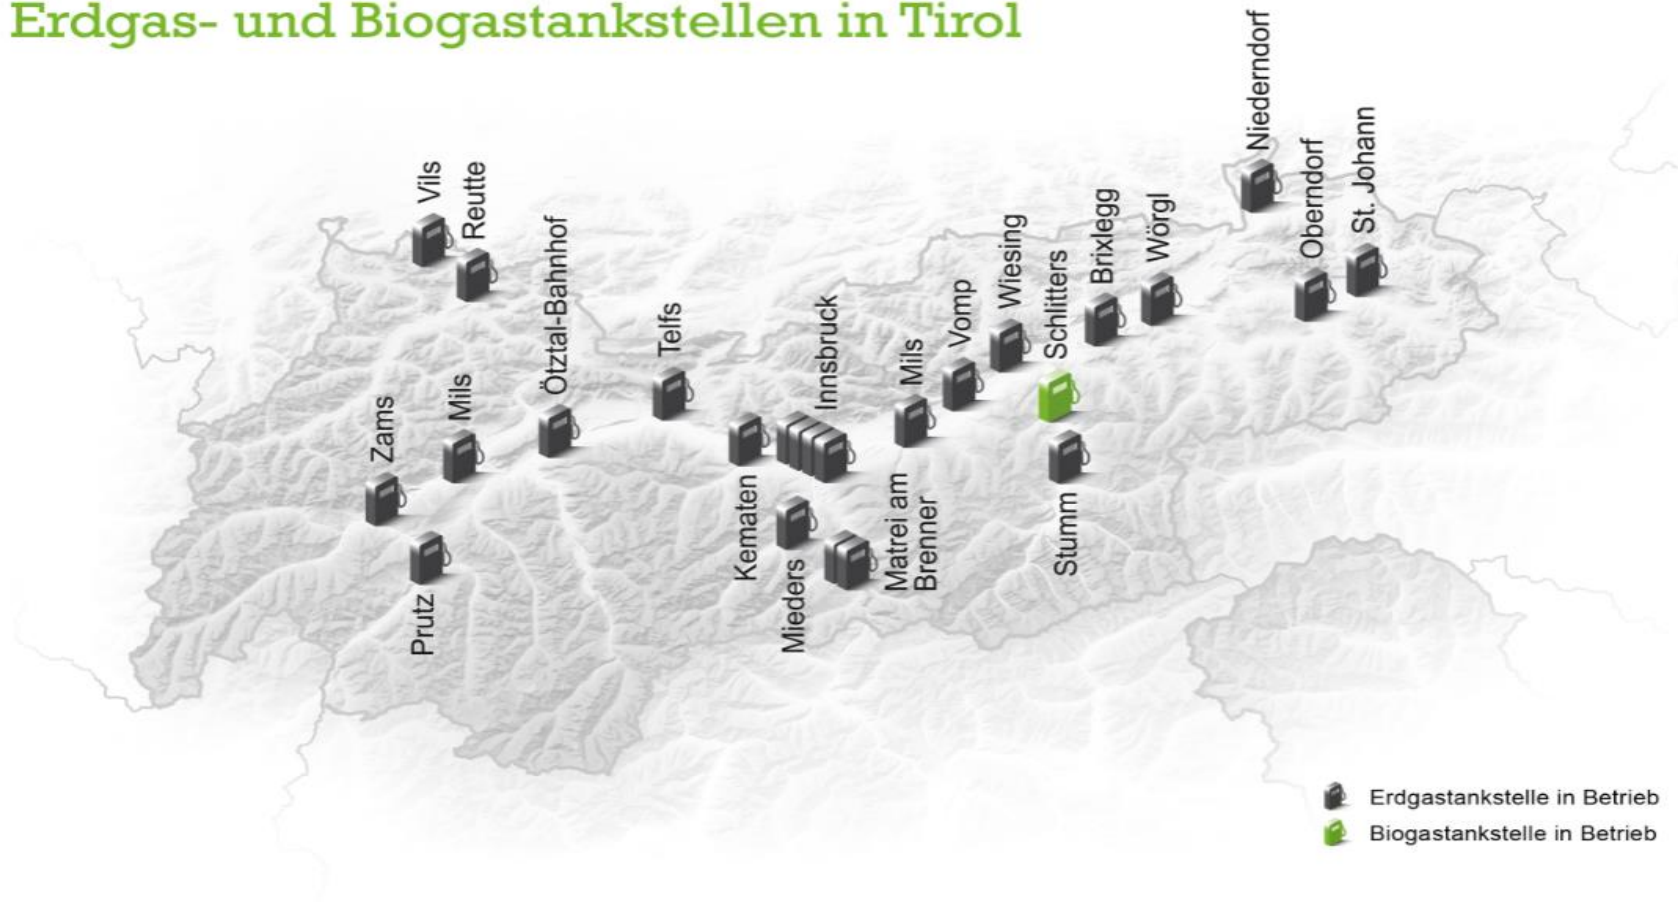 Erdgas- und Biogastankstellen in Tirol
Vils
Reutte
Zams
Mils
Ötztal-Bahnhof
Prutz
Telfs
Kematen
Innsbruck
Mieders
Matrei am
Brenner
Mils
Vomp
Wiesing
Schlitters
Stumm
Brixlegg
Wörgl
Niederndorf
Oberndorf
St. Johann
Erdgastankstelle in Betrieb
Biogastankstelle in Betrieb